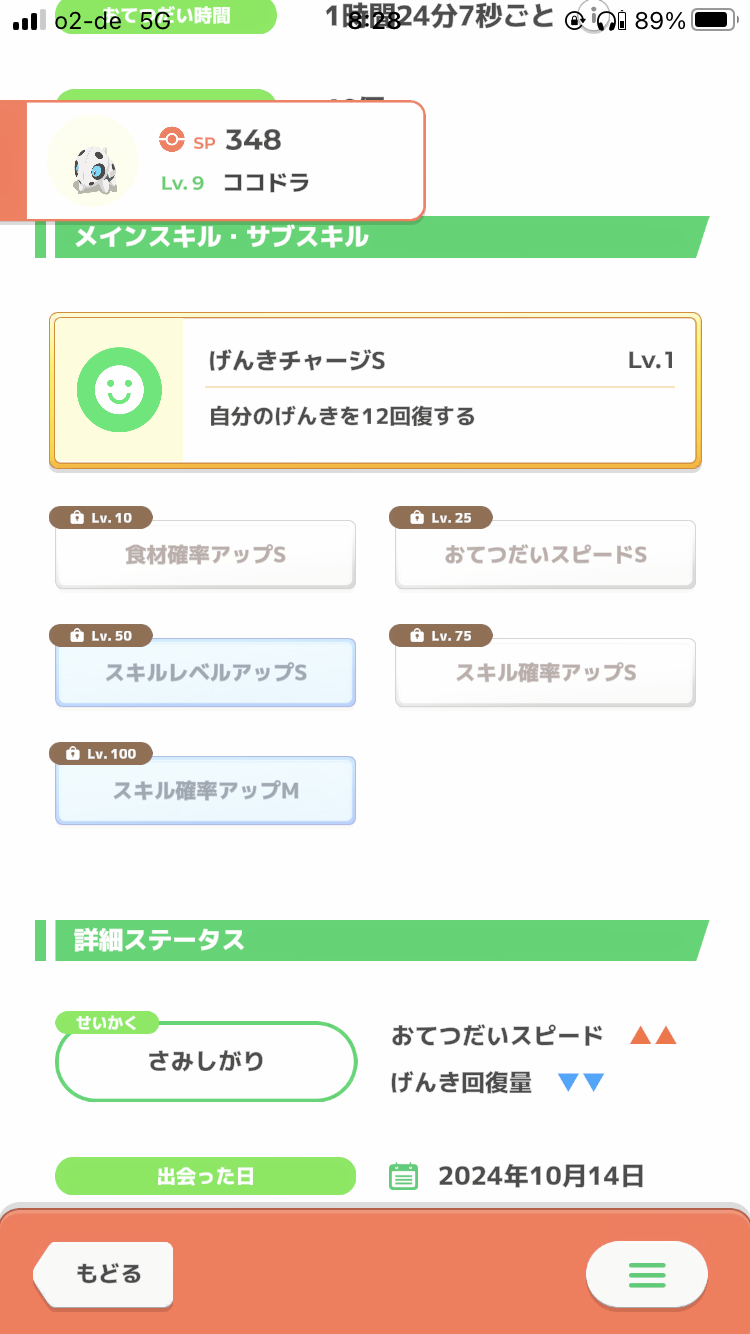 おてつだい時間
1時間24分7秒ごと
o2-de 5G
8:28
89%
SP 348
Lv. 9 ココドラ
メインスキル・サブスキル
げんきチャージS Lv.1
自分のげんきを12回復する
Lv. 10
食材確率アップS
Lv. 25
おてつだいスピードS
Lv. 50
スキルレベルアップS
Lv. 75
スキル確率アップS
Lv. 100
スキル確率アップM
詳細ステータス
せいかく
さみしがり
おてつだいスピード ▲▲
げんき回復量 ▼▼
出会った日
2024年10月14日
もどる